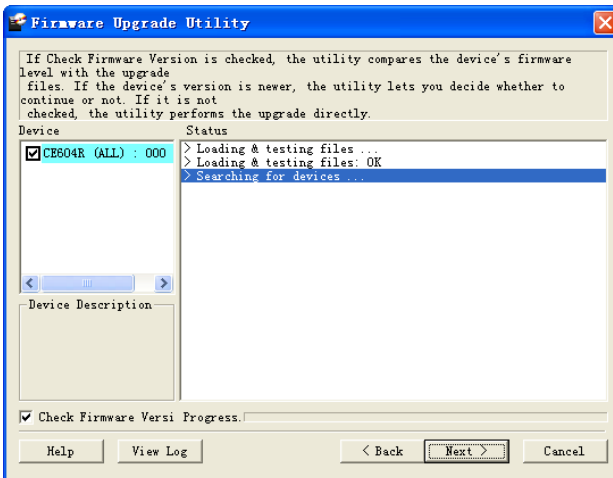 Firmware Upgrade Utility
If Check Firmware Version is checked, the utility compares the device's firmware
level with the upgrade
files. If the device's version is newer, the utility lets you decide whether to
continue or not. If it is not
checked, the utility performs the upgrade directly.
Device
Status
CE604R (ALL) : 000
> Loading & testing files ...
> Loading & testing files: OK
> Searching for devices ...
Device Description
Check Firmware Versi Progress.
Help
View Log
< Back
Next >
Cancel